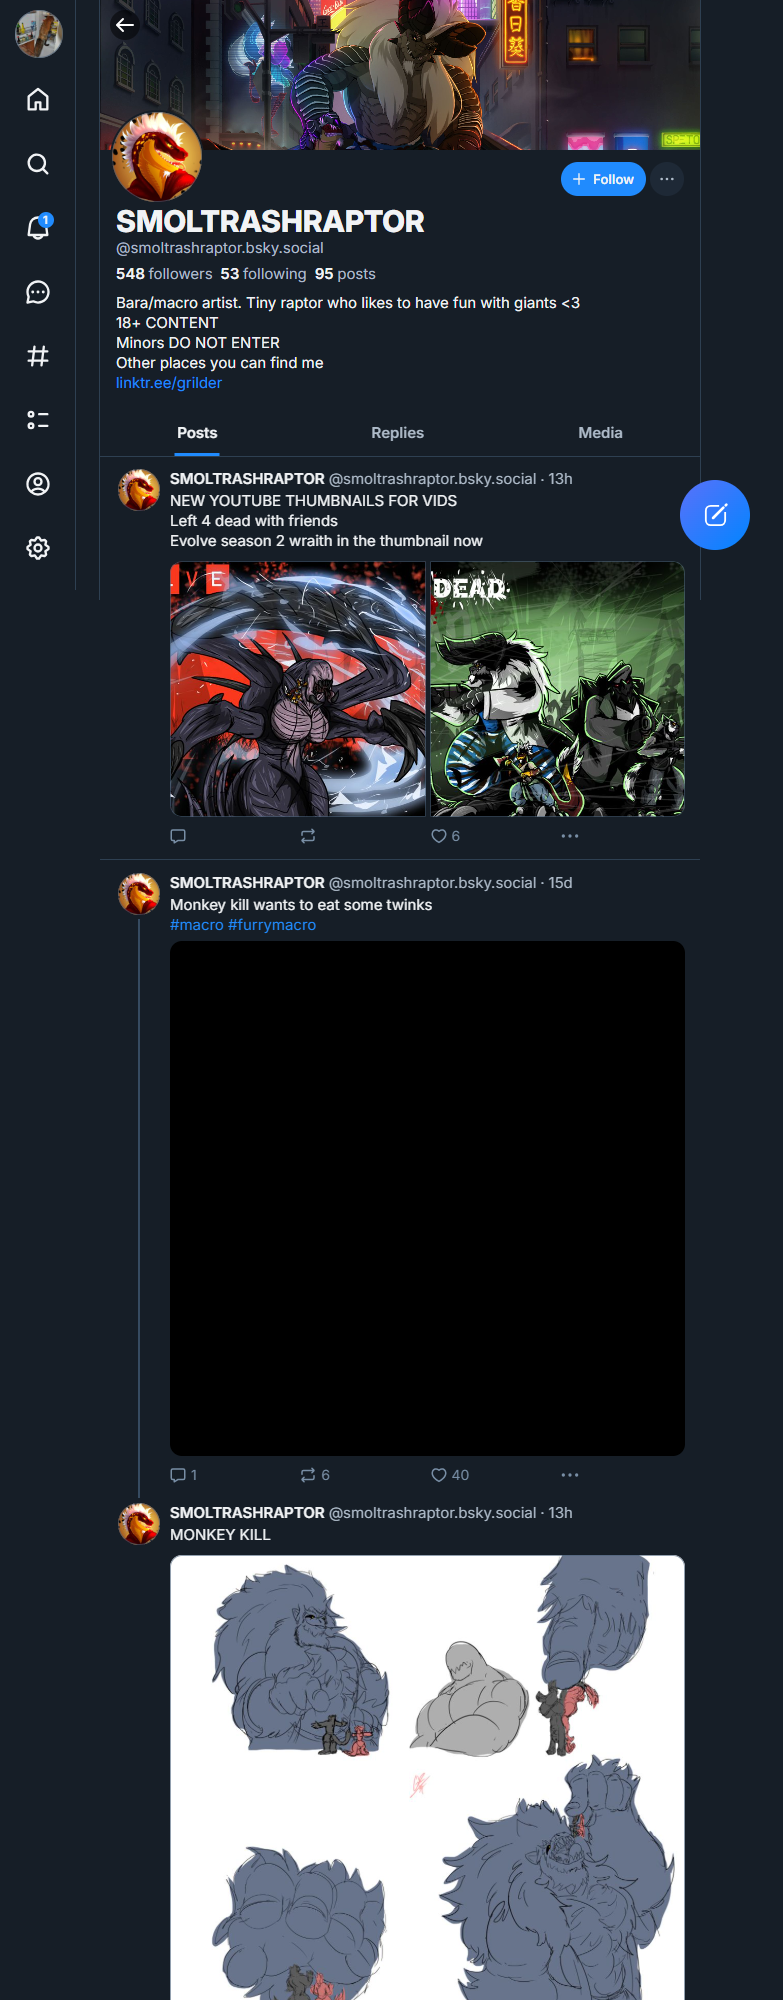 香
日
葵
1
Follow
SMOLTRASHRAPTOR
@smoltrashraptor.bsky.social
548 followers 53 following 95 posts
Bara/macro artist. Tiny raptor who likes to have fun with giants <3
18+ CONTENT
Minors DO NOT ENTER
Other places you can find me
linktr.ee/grilder
Posts Replies Media
SMOLTRASHRAPTOR @smoltrashraptor.bsky.social · 13h
NEW YOUTUBE THUMBNAILS FOR VIDS
Left 4 dead with friends
Evolve season 2 wraith in the thumbnail now
L V E
DEAD
6
SMOLTRASHRAPTOR @smoltrashraptor.bsky.social · 15d
Monkey kill wants to eat some twinks
#macro #furrymacro
1 6 40
SMOLTRASHRAPTOR @smoltrashraptor.bsky.social · 13h
MONKEY KILL